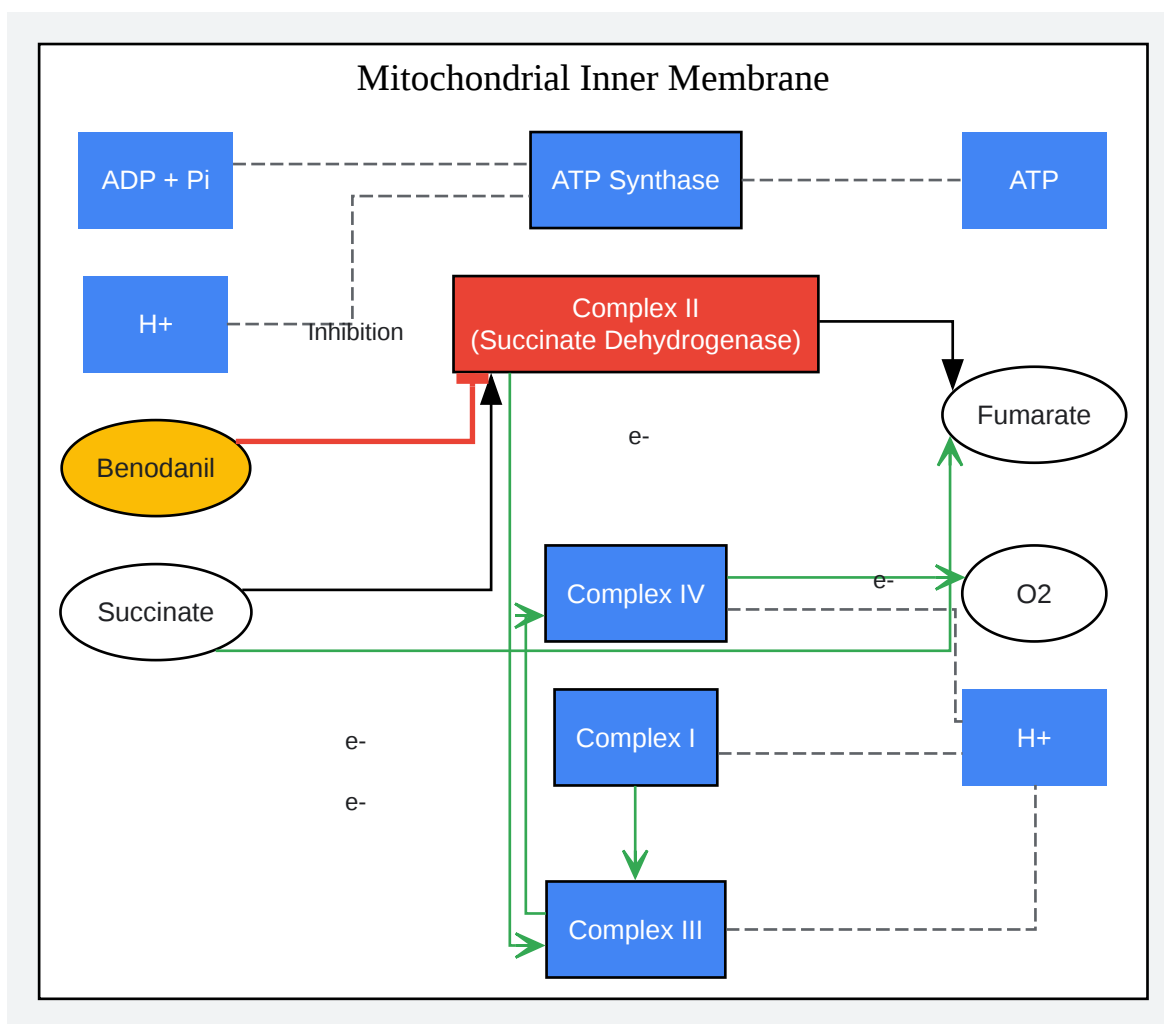 Mitochondrial Inner Membrane
ADP + Pi
ATP Synthase
ATP
H+
Inhibition
Complex II
(Succinate Dehydrogenase)
Fumarate
Benodanil
e-
Succinate
Complex IV
e-
O2
e-
Complex I
H+
e-
Complex III